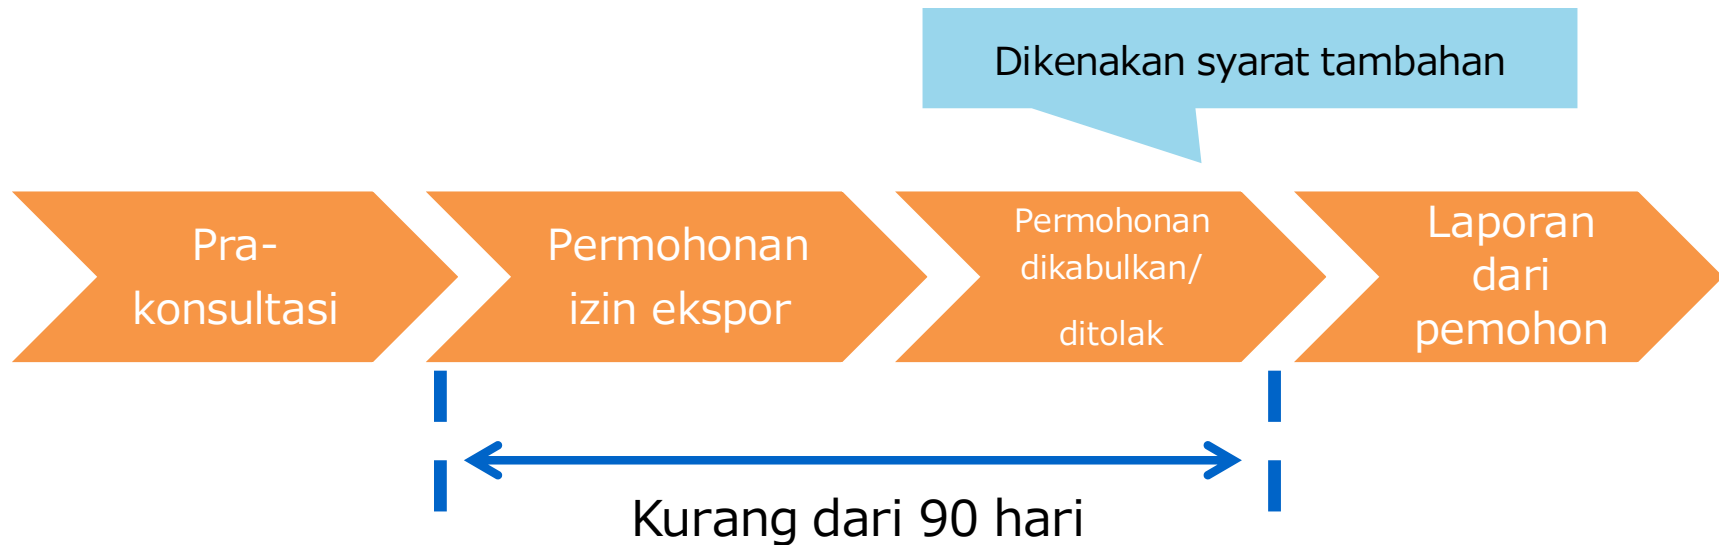 Dikenakan syarat tambahan
Pra-
konsultasi
Permohonan
izin ekspor
Permohonan
dikabulkan/
ditolak
Laporan
dari
pemohon
Kurang dari 90 hari